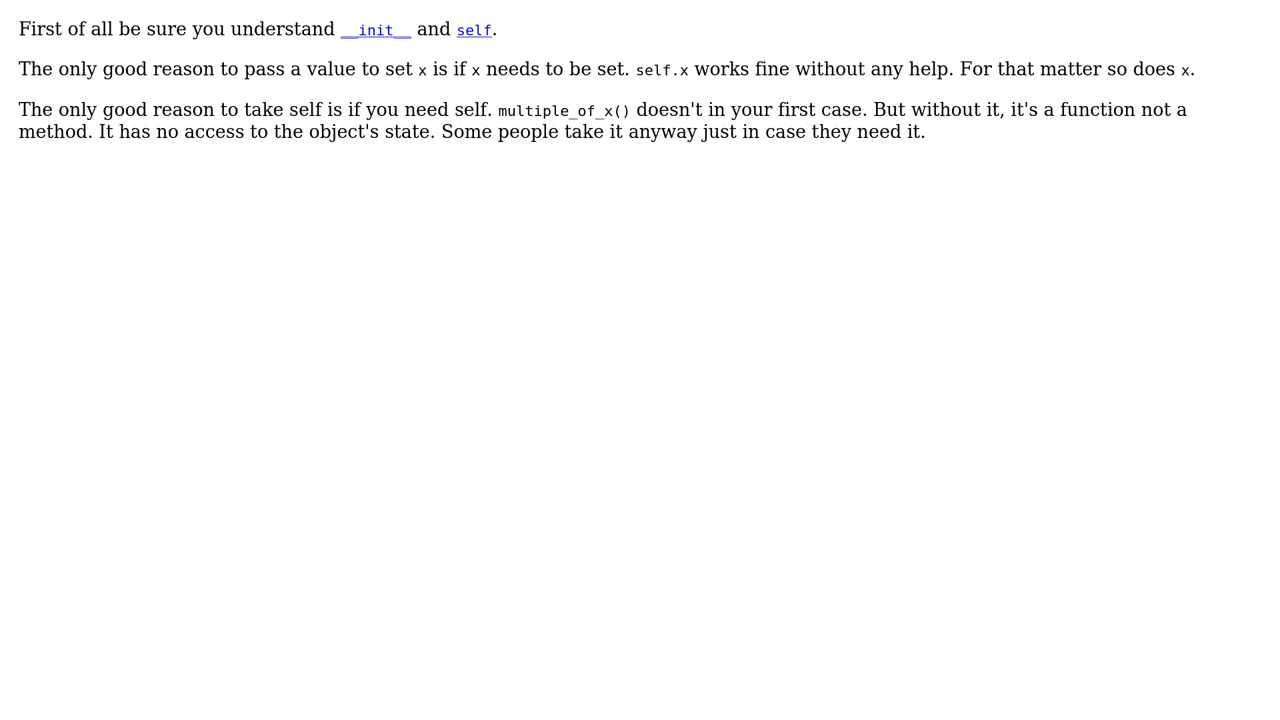 First of all be sure you understand __init__ and self.
The only good reason to pass a value to set x is if x needs to be set. self.x works fine without any help. For that matter so does x.
The only good reason to take self is if you need self. multiple_of_x() doesn't in your first case. But without it, it's a function not a
method. It has no access to the object's state. Some people take it anyway just in case they need it.